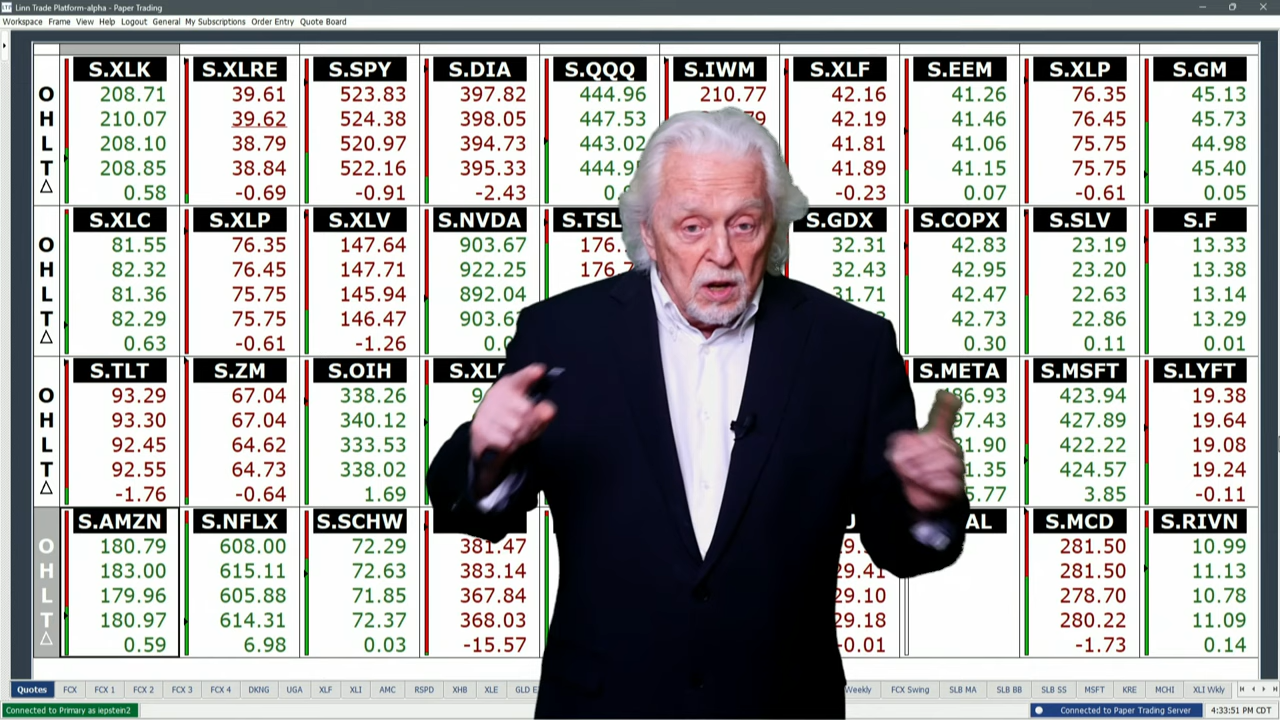 Linn Trade Platform-alpha - Paper Trading
Workspace Frame View Help Logout General My Subscriptions Order Entry Quote Board
S.XLK S.XLRE S.SPY S.DIA S.QQQ S.IWM S.XLF S.EEM S.XLP S.GM
O 208.71 39.61 523.83 397.82 444.96 210.77 42.16 41.26 76.35 45.13
H 210.07 39.62 524.38 398.05 447.53 42.19 41.46 76.45 45.73
L 208.10 38.79 520.97 394.73 443.02 41.81 41.06 75.75 44.98
T 208.85 38.84 522.16 395.33 41.89 41.15 75.75 45.40
△ 0.58 -0.69 -0.91 -2.43 -0.23 0.07 -0.61 0.05
S.XLC S.XLP S.XLV S.NVDA S.GDX S.COPX S.SLV S.F
O 81.55 76.35 147.64 903.67 32.31 42.83 23.19 13.33
H 82.32 76.45 147.71 922.25 32.43 42.95 23.20 13.38
L 81.36 75.75 145.94 892.04 42.47 22.63 13.14
T 82.29 75.75 146.47 42.73 22.86 13.29
△ 0.63 -0.61 -1.26 0.30 0.11 0.01
S.TLT S.ZM S.OIH S.META S.MSFT S.LYFT
O 93.29 67.04 338.26 423.94 19.38
H 93.30 67.04 340.12 427.89 19.64
L 92.45 64.62 333.53 422.22 19.08
T 92.55 64.73 338.02 424.57 19.24
△ -1.76 -0.64 1.69 3.85 -0.11
S.AMZN S.NFLX S.SCHW S.MCD S.RIVN
O 180.79 608.00 72.29 381.47 281.50 10.99
H 183.00 615.11 72.63 383.14 281.50 11.13
L 179.96 605.88 71.85 367.84 278.70 10.78
T 180.97 614.31 72.37 368.03 280.22 11.09
△ 0.59 6.98 0.03 -15.57 -0.01 -1.73 0.14
Quotes FCX FCX 1 FCX 2 FCX 3 FCX 4 DKNG UGA XLF XLI AMC RSPD XHB XLE GLD Weekly FCX Swing SLB MA SLB BB SLB SS MSFT KRE MCHI XLI Wkly
Connected to Primary as iepstein2 Connected to Paper Trading Server 4:33:51 PM CDT